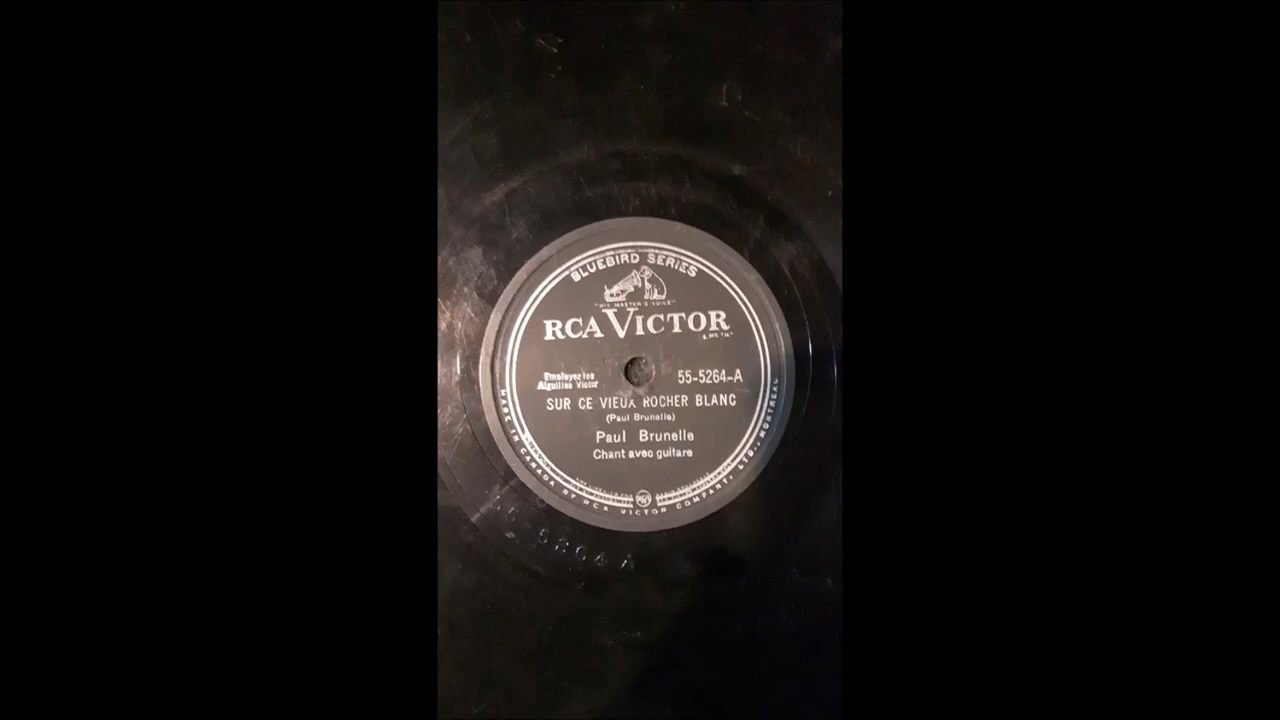 BLUEBIRD SERIES
"HIS MASTER'S VOICE"
RCA VICTOR
Employez les
Aiguilles Victor
55-5264-A
SUR CE VIEUX ROCHER BLANC
(Paul Brunelle)
Paul Brunelle
Chant avec guitare
MADE IN CANADA BY RCA VICTOR COMPANY, LTD., MONTREAL